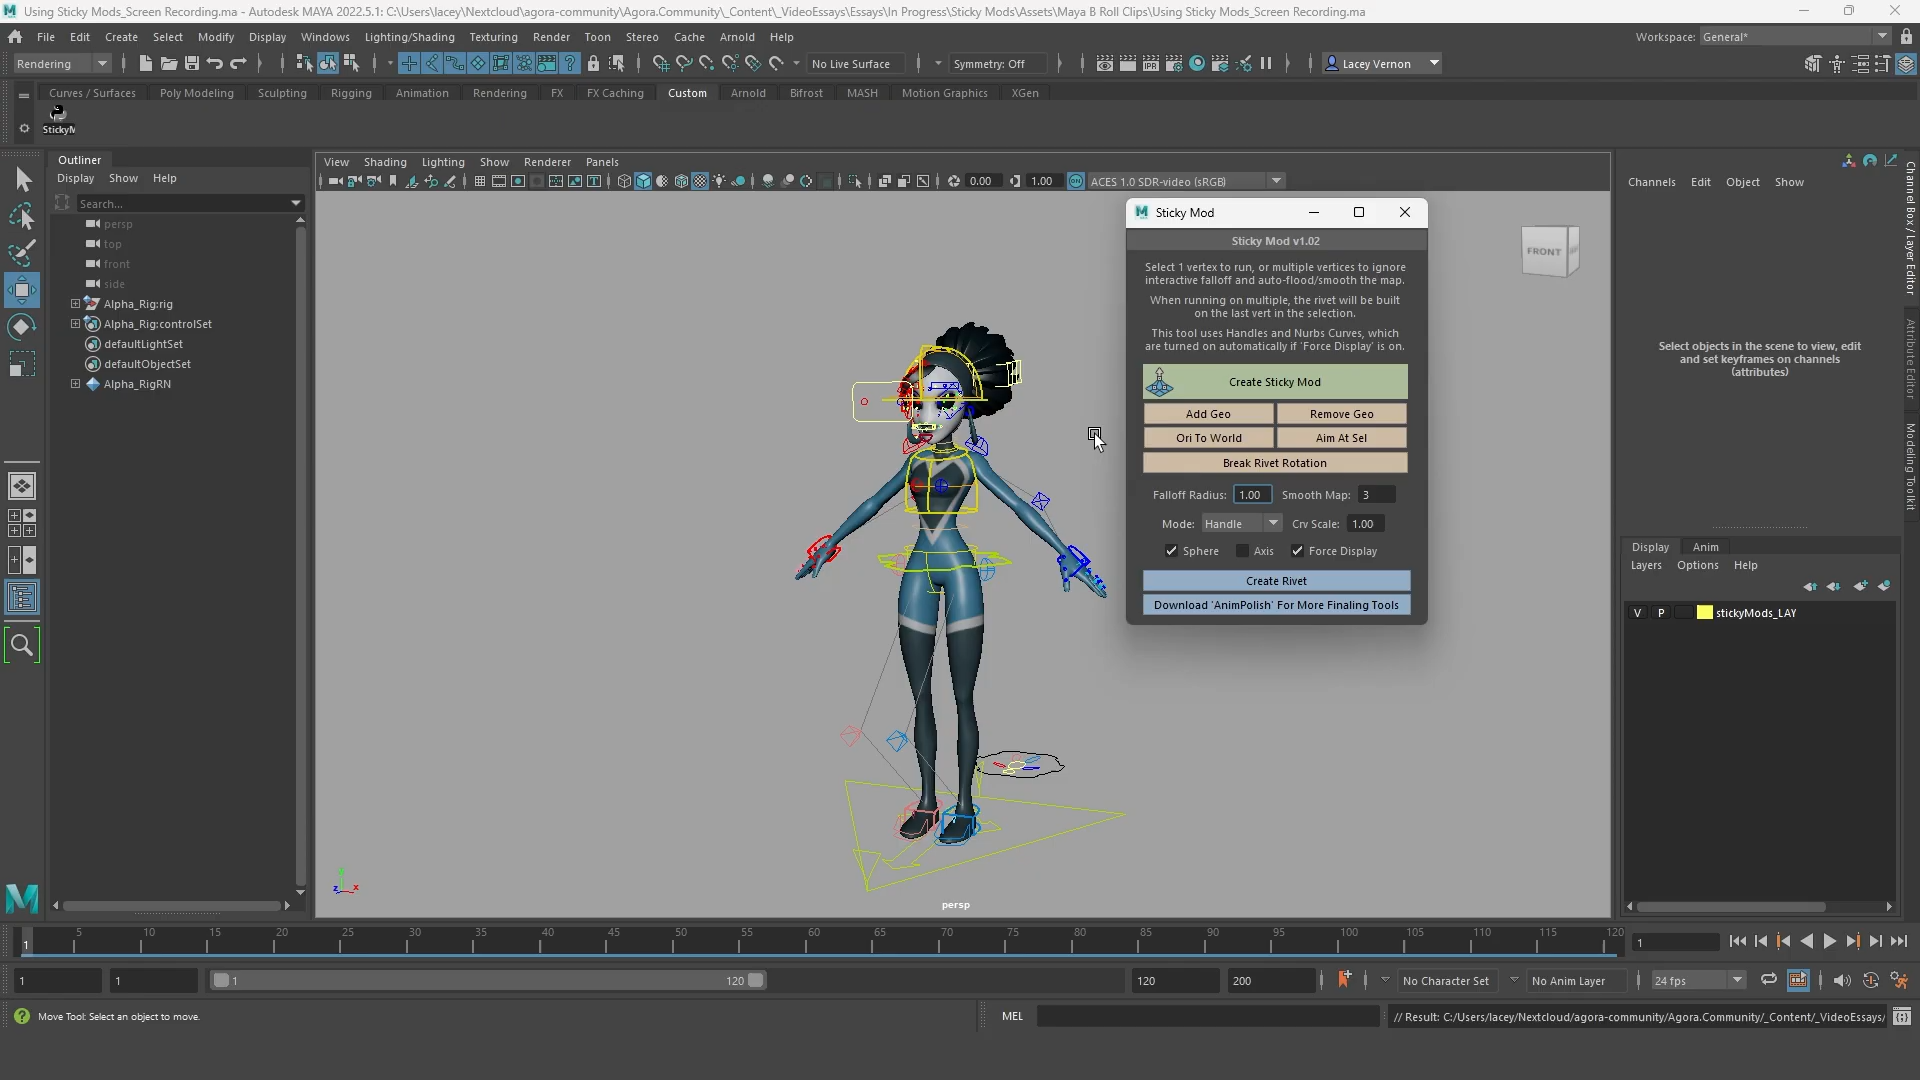 Using Sticky Mods_Screen Recording.ma - Autodesk MAYA 2022.5.1: C:\Users\lacey\Nextcloud\agora-community\Agora.Community\_Content\_VideoEssays\Essays\In Progress\Sticky Mods\Assets\Maya B Roll Clips\Using Sticky Mods_Screen Recording.ma
File Edit Create Select Modify Display Windows Lighting/Shading Texturing Render Toon Stereo Cache Arnold Help
Workspace: General*
Rendering No Live Surface Symmetry: Off Lacey Vernon
Curves / Surfaces Poly Modeling Sculpting Rigging Animation Rendering FX FX Caching Custom Arnold Bifrost MASH Motion Graphics XGen
StickyM
Outliner
Display Show Help
Search...
persp
top
front
side
Alpha_Rig:rig
Alpha_Rig:controlSet
defaultLightSet
defaultObjectSet
Alpha_RigRN
View Shading Lighting Show Renderer Panels
0.00 1.00 ACES 1.0 SDR-video (sRGB)
FRONT
persp
Sticky Mod
Sticky Mod v1.02
Select 1 vertex to run, or multiple vertices to ignore
interactive falloff and auto-flood/smooth the map.
When running on multiple, the rivet will be built
on the last vert in the selection.
This tool uses Handles and Nurbs Curves, which
are turned on automatically if 'Force Display' is on.
Create Sticky Mod
Add Geo Remove Geo
Ori To World Aim At Sel
Break Rivet Rotation
Falloff Radius: 1.00 Smooth Map: 3
Mode: Handle Crv Scale: 1.00
Sphere Axis Force Display
Create Rivet
Download 'AnimPolish' For More Finaling Tools
Channels Edit Object Show
Select objects in the scene to view, edit
and set keyframes on channels
(attributes)
Channel Box / Layer Editor
Attribute Editor
Modeling Toolkit
Display Anim
Layers Options Help
V P stickyMods_LAY
1 5 10 15 20 25 30 35 40 45 50 55 60 65 70 75 80 85 90 95 100 105 110 115 120
1
1 1 1 120 120 200 No Character Set No Anim Layer 24 fps
Move Tool: Select an object to move.
MEL
// Result: C:/Users/lacey/Nextcloud/agora-community/Agora.Community/_Content/_VideoEssays/